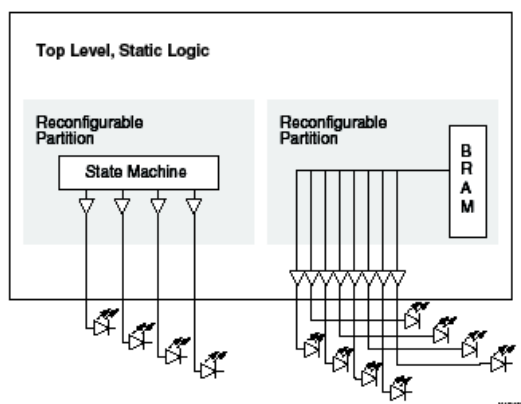 Top Level, Static Logic
Reconfigurable
Partition
State Machine
Reconfigurable
Partition
B
R
A
M